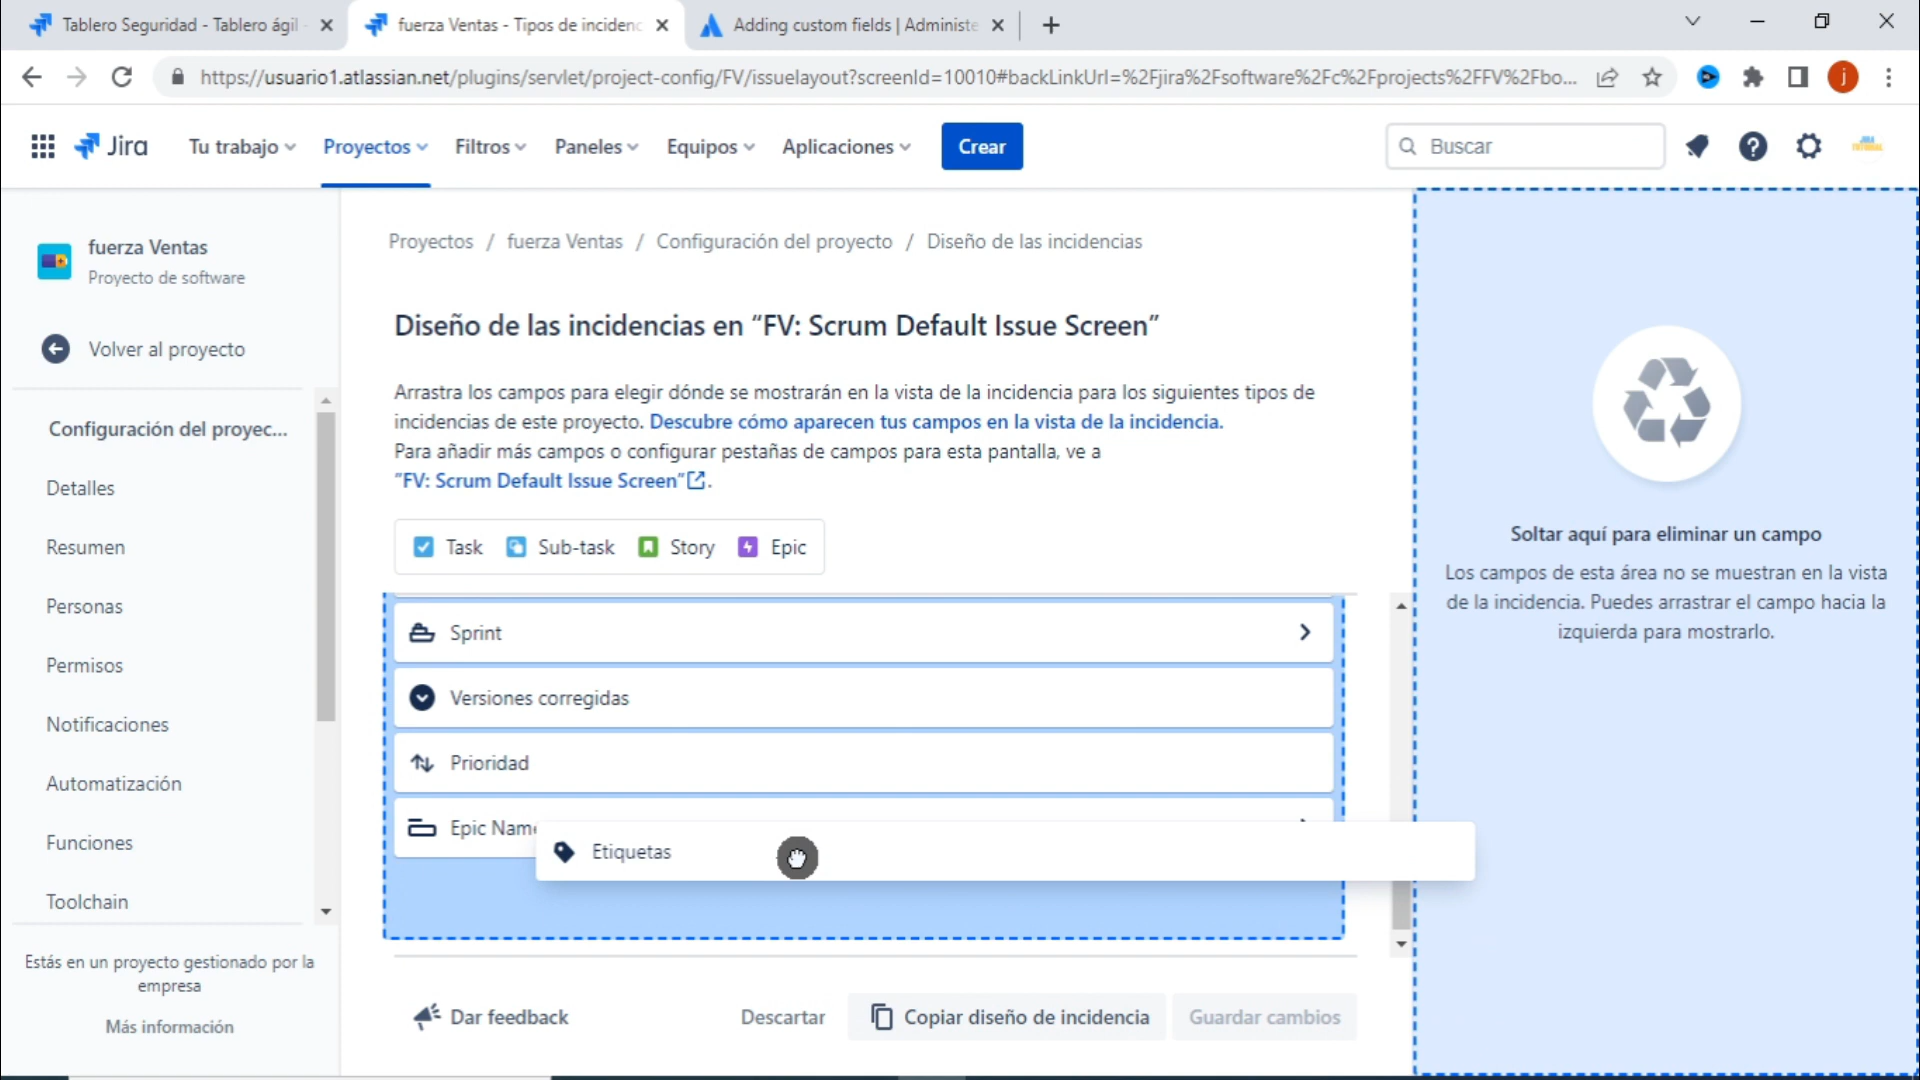 Tablero Seguridad - Tablero ágil -
fuerza Ventas - Tipos de incidenc
Adding custom fields | Administe
https://usuario1.atlassian.net/plugins/servlet/project-config/FV/issuelayout?screenId=10010#backLinkUrl=%2Fjira%2Fsoftware%2Fc%2Fprojects%2FFV%2Fbo...
j
Jira
Tu trabajo
Proyectos
Filtros
Paneles
Equipos
Aplicaciones
Crear
Buscar
fuerza Ventas
Proyecto de software
Volver al proyecto
Configuración del proyec...
Detalles
Resumen
Personas
Permisos
Notificaciones
Automatización
Funciones
Toolchain
Estás en un proyecto gestionado por la
empresa
Más información
Proyectos / fuerza Ventas / Configuración del proyecto / Diseño de las incidencias
Diseño de las incidencias en “FV: Scrum Default Issue Screen”
Arrastra los campos para elegir dónde se mostrarán en la vista de la incidencia para los siguientes tipos de
incidencias de este proyecto. Descubre cómo aparecen tus campos en la vista de la incidencia.
Para añadir más campos o configurar pestañas de campos para esta pantalla, ve a
“FV: Scrum Default Issue Screen”.
Task
Sub-task
Story
Epic
Sprint
Versiones corregidas
Prioridad
Epic Name
Etiquetas
Dar feedback
Descartar
Copiar diseño de incidencia
Guardar cambios
Soltar aquí para eliminar un campo
Los campos de esta área no se muestran en la vista
de la incidencia. Puedes arrastrar el campo hacia la
izquierda para mostrarlo.